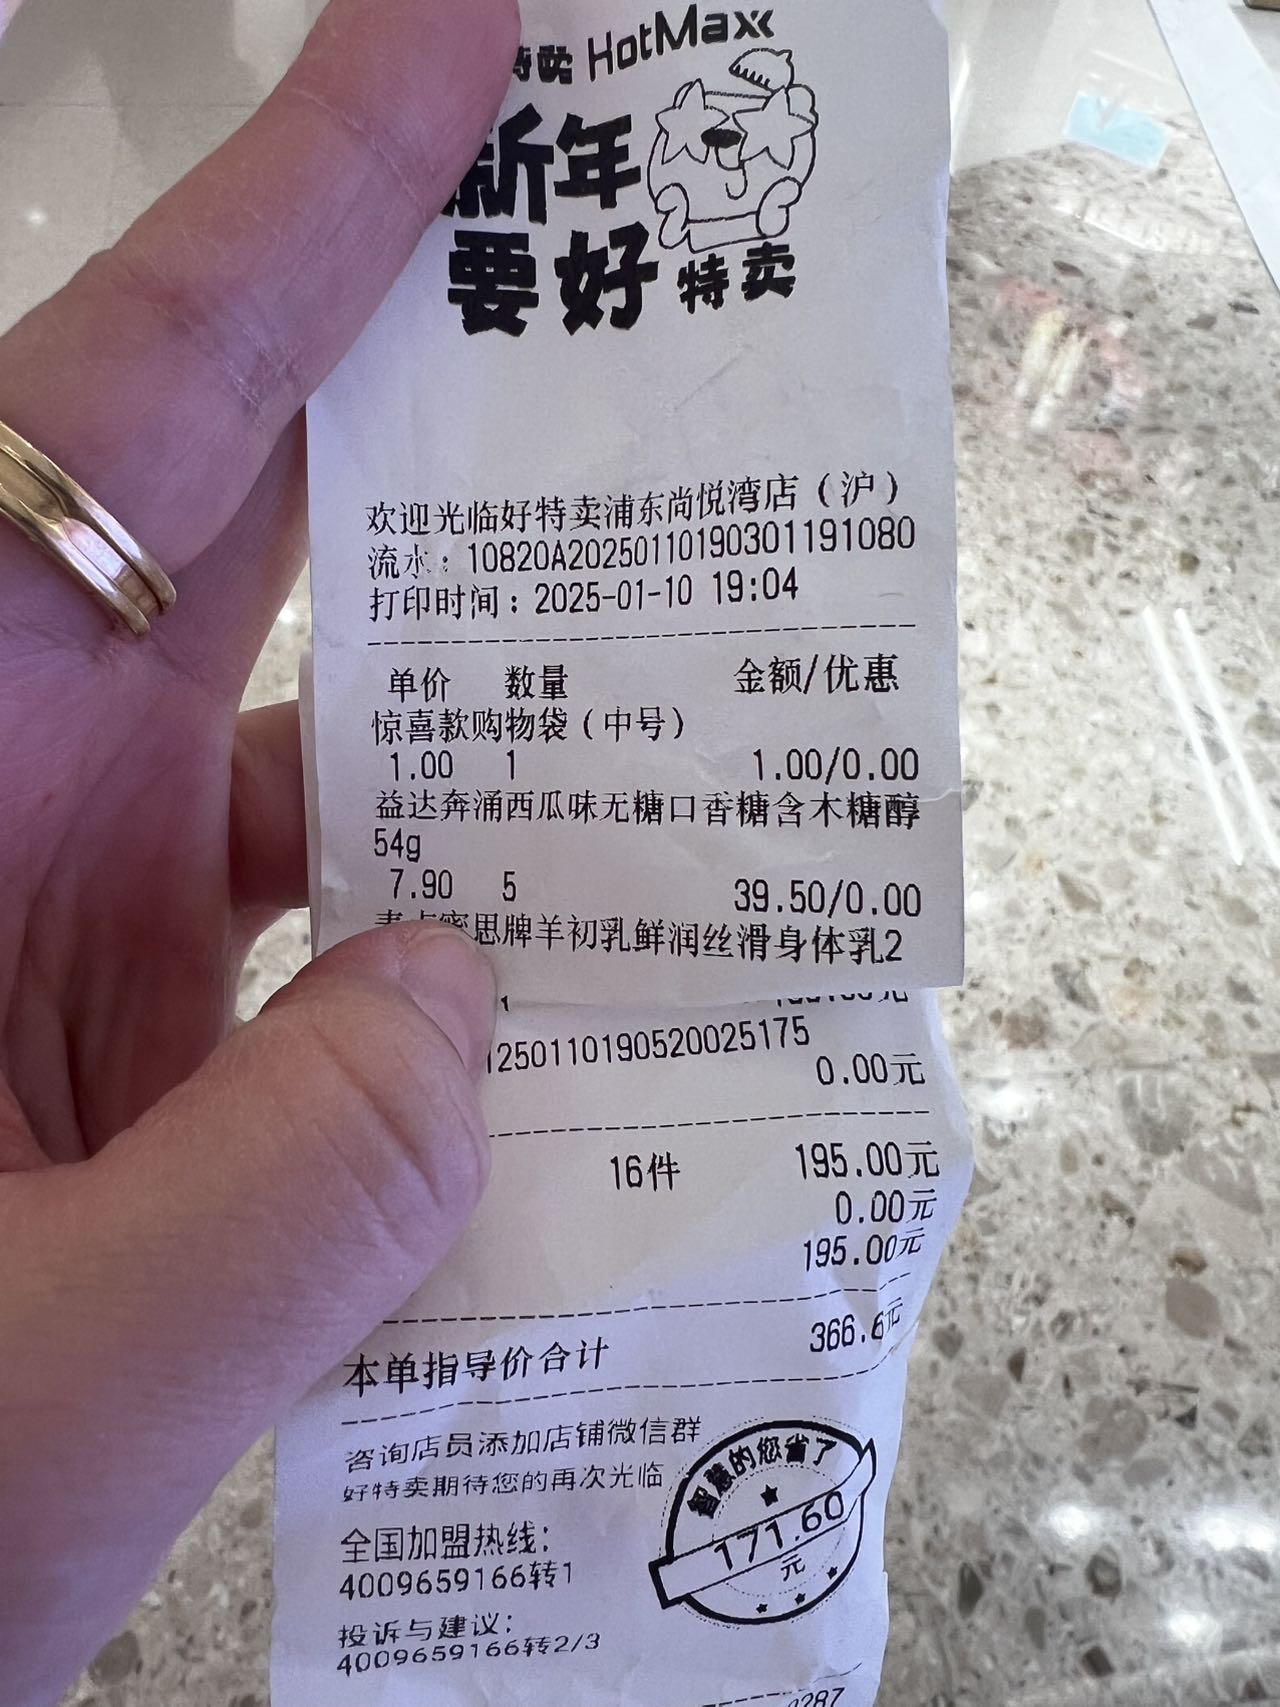 特卖 HotMaxx
新年
要好特卖
欢迎光临好特卖浦东尚悦湾店（沪）
流水：10820A20250110190301191080
打印时间：2025-01-10 19:04
单价 数量 金额/优惠
惊喜款购物袋（中号）
1.00 1 1.00/0.00
益达奔涌西瓜味无糖口香糖含木糖醇
54g
7.90 5 39.50/0.00
思牌羊初乳鲜润丝滑身体乳2
1 元
1250110190520025175
0.00元
16件 195.00元
0.00元
195.00元
本单指导价合计 366.6元
咨询店员添加店铺微信群
好特卖期待您的再次光临
智慧的您省了
171.60
元
全国加盟热线：
4009659166转1
投诉与建议：
4009659166转2/3
0287